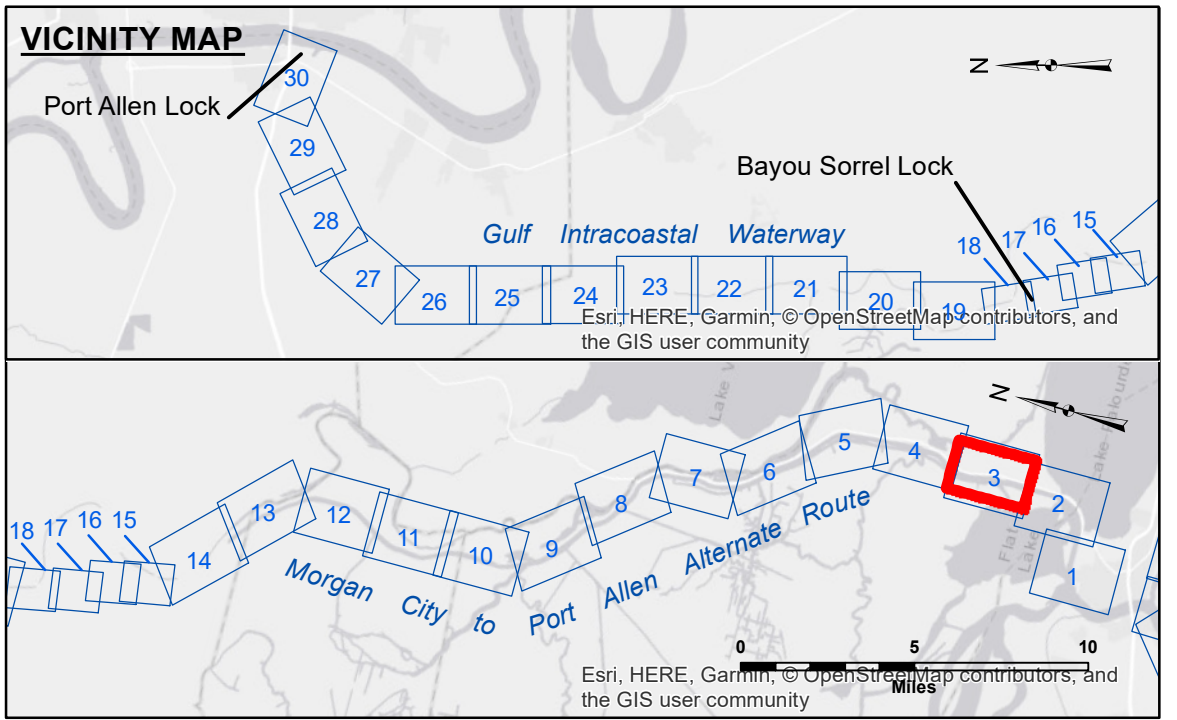 VICINITY MAP
Port Allen Lock
30
29
28
27
26
25
24
23
22
21
20
19
18
17
16
15
Gulf Intracoastal Waterway
Bayou Sorrel Lock
N
Esri, HERE, Garmin, © OpenStreetMap contributors, and
the GIS user community
18
17
16
15
14
13
12
11
10
9
8
7
6
5
4
3
2
1
Morgan City to Port Allen Alternate Route
N
Lake
Lake
Flat
Lake
0 5 10
Miles
Esri, HERE, Garmin, © OpenStreetMap contributors, and
the GIS user community